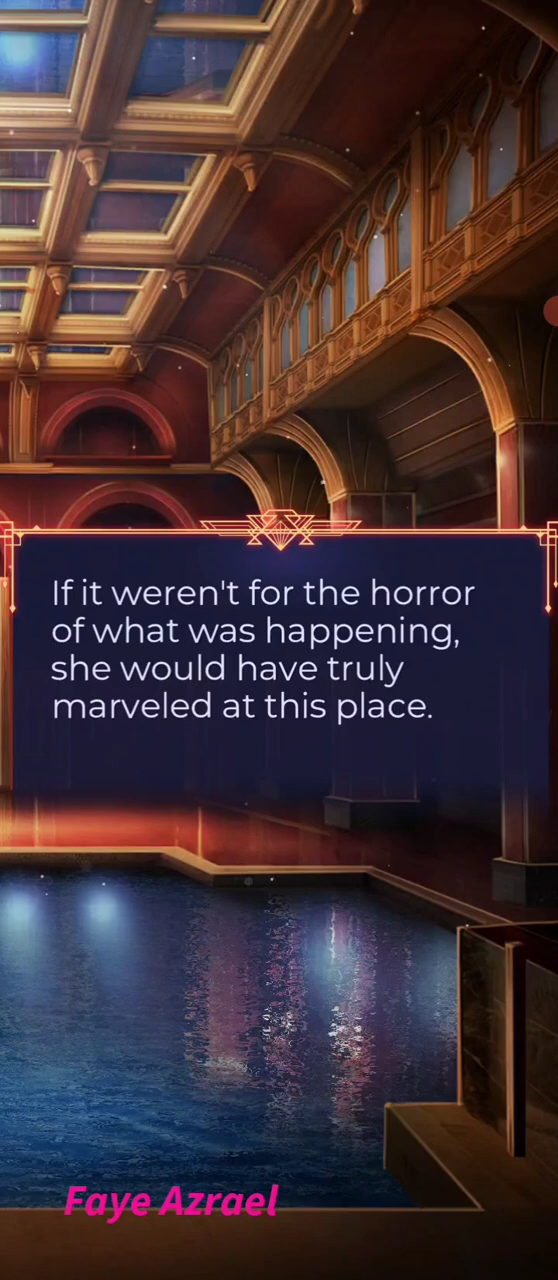 If it weren't for the horror
of what was happening,
she would have truly
marveled at this place.
Faye Azrael